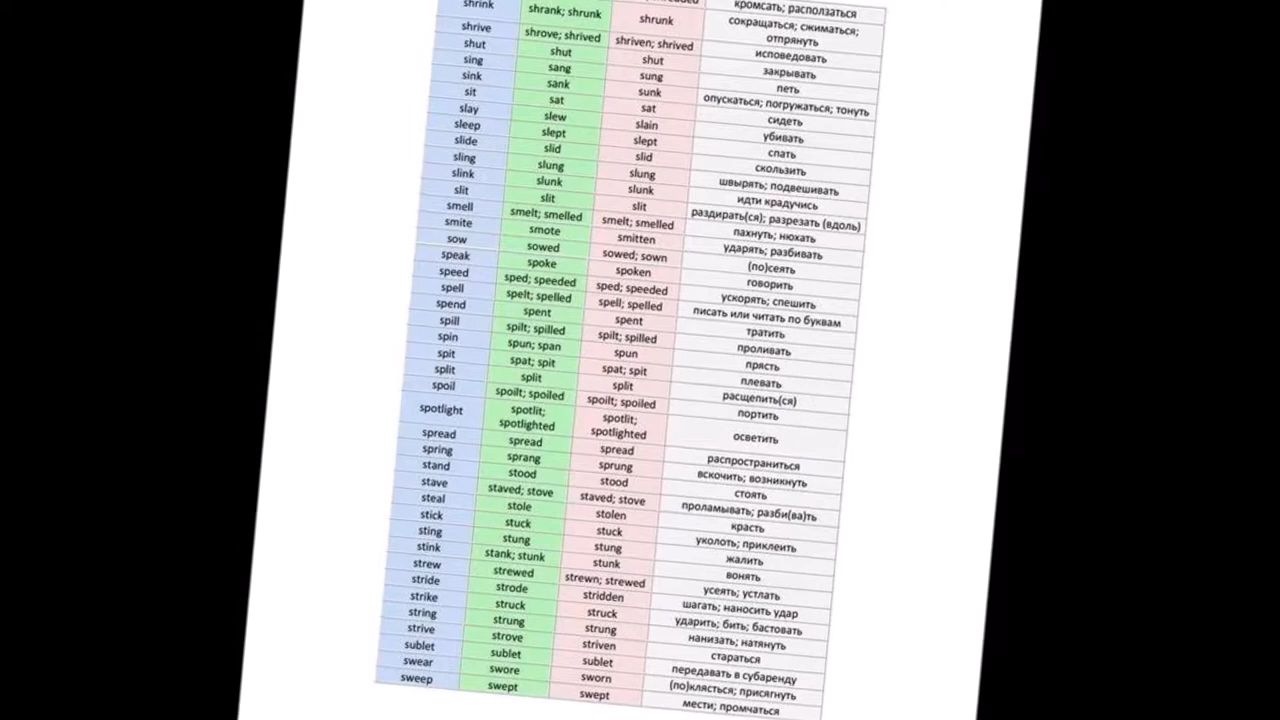 кромсать; расползаться
shrink shrank; shrunk shrunk сокращаться; сжиматься;
отпрянуть
shrive shrove; shrived shriven; shrived исповедовать
shut shut shut закрывать
sing sang sung петь
sink sank sunk опускаться; погружаться; тонуть
sit sat sat сидеть
slay slew slain убивать
sleep slept slept спать
slide slid slid скользить
sling slung slung швырять; подвешивать
slink slunk slunk идти крадучись
slit slit slit раздирать(ся); разрезать (вдоль)
smell smelt; smelled smelt; smelled пахнуть; нюхать
smite smote smitten ударять; разбивать
sow sowed sowed; sown (по)сеять
speak spoke spoken говорить
speed sped; speeded sped; speeded ускорять; спешить
spell spelt; spelled spell; spelled писать или читать по буквам
spend spent spent тратить
spill spilt; spilled spilt; spilled проливать
spin spun; span spun прясть
spit spat; spit spat; spit плевать
split split split расщепить(ся)
spoil spoilt; spoiled spoilt; spoiled портить
spotlight spotlit; spotlit; осветить
spotlighted spotlighted
spread spread spread распространиться
spring sprang sprung вскочить; возникнуть
stand stood stood стоять
stave staved; stove staved; stove проламывать; разби(ва)ть
steal stole stolen красть
stick stuck stuck уколоть; приклеить
sting stung stung жалить
stink stank; stunk stunk вонять
strew strewed strewn; strewed усеять; устлать
stride strode stridden шагать; наносить удар
strike struck struck ударить; бить; бастовать
string strung strung нанизать; натянуть
strive strove striven стараться
sublet sublet sublet передавать в субаренду
swear swore sworn (по)клясться; присягнуть
sweep swept swept мести; промчаться